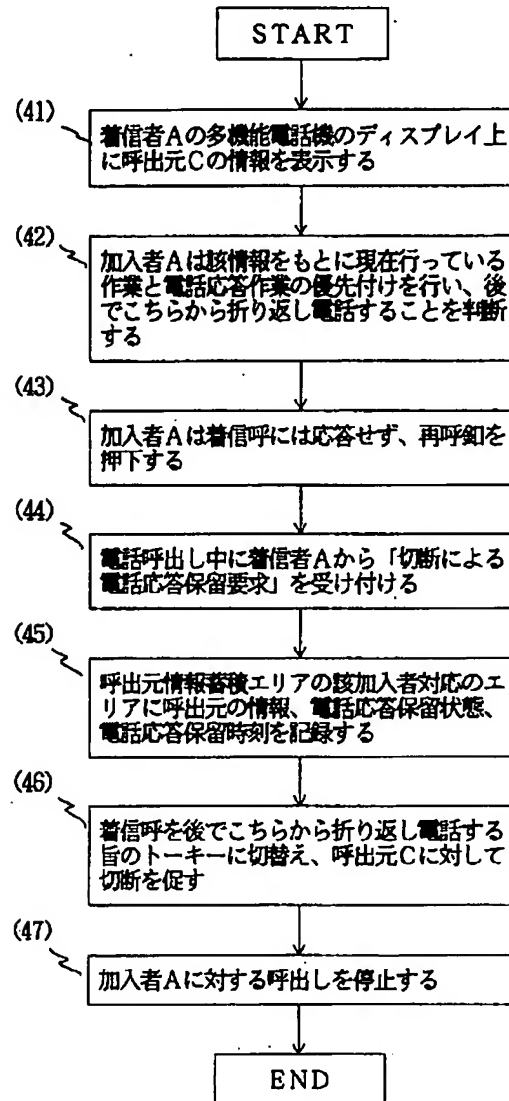 START
(41)
着信者Aの多機能電話機のディスプレイ上
に呼出元Cの情報を表示する
(42)
加入者Aは該情報をもとに現在行っている
作業と電話応答作業の優先付けを行い、後
でこちらから折り返し電話することを判断
する
(43)
加入者Aは着信呼には応答せず、再呼釦を
押下する
(44)
電話呼出し中に着信者Aから「切断による
電話応答保留要求」を受け付ける
(45)
呼出元情報蓄積エリアの該加入者対応のエ
リアに呼出元の情報、電話応答保留状態、
電話応答保留時刻を記録する
(46)
着信呼を後でこちらから折り返し電話する
旨のトーキーに切替え、呼出元Cに対して
切断を促す
(47)
加入者Aに対する呼出しを停止する
END